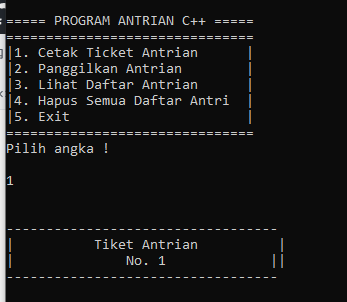 ===== PROGRAM ANTRIAN C++ =====
===============================
|1. Cetak Ticket Antrian      |
|2. Panggilkan Antrian        |
|3. Lihat Daftar Antrian      |
|4. Hapus Semua Daftar Antri  |
|5. Exit                      |
===============================
Pilih angka !
1
----------------------------------
|          Tiket Antrian          |
|              No. 1             ||
----------------------------------